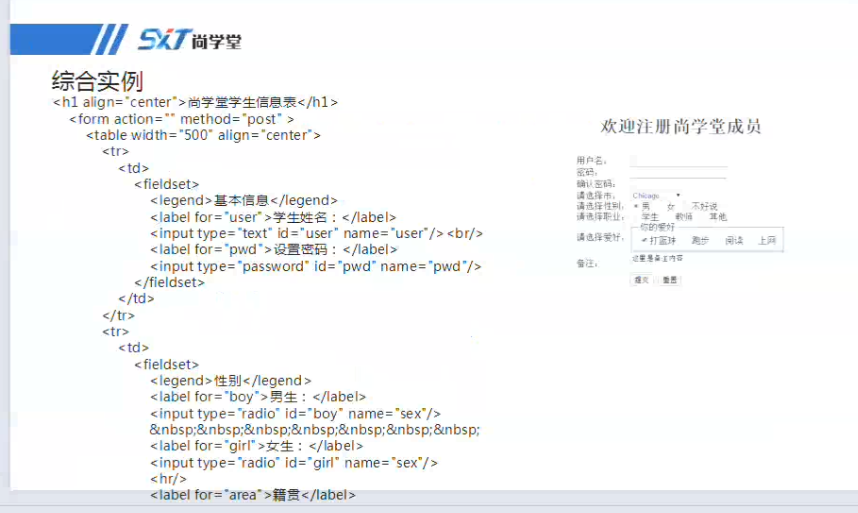 SXT尚学堂
综合实例
<h1 align="center">尚学堂学生信息表</h1>
<form action="" method="post" >
<table width="500" align="center">
<tr>
<td>
<fieldset>
<legend>基本信息</legend>
<label for="user">学生姓名：</label>
<input type="text" id="user" name="user"/><br/>
<label for="pwd">设置密码：</label>
<input type="password" id="pwd" name="pwd"/>
</fieldset>
</td>
</tr>
<tr>
<td>
<fieldset>
<legend>性别</legend>
<label for="boy">男生：</label>
<input type="radio" id="boy" name="sex"/>
&nbsp;&nbsp;&nbsp;&nbsp;&nbsp;&nbsp;&nbsp;
<label for="girl">女生：</label>
<input type="radio" id="girl" name="sex"/>
<hr/>
<label for="area">籍贯</label>
欢迎注册尚学堂成员
用户名：
密码：
确认密码：
请选择市： Chicago
请选择性别： 男 女 不好说
请选择职业： 学生 教师 其他
你的爱好
请选择爱好： 打篮球 跑步 阅读 上网
备注： 这里是备注内容
提交 重置